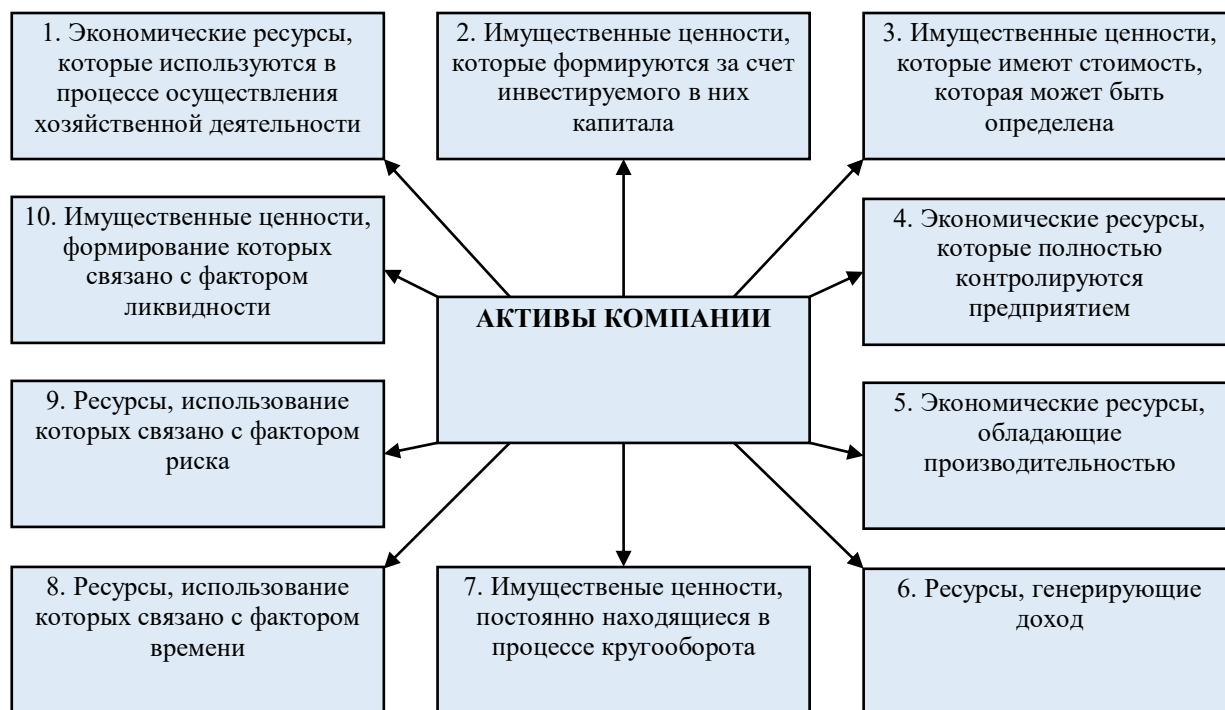 1. Экономические ресурсы,
которые используются в
процессе осуществления
хозяйственной деятельности
2. Имущественные ценности,
которые формируются за счет
инвестируемого в них
капитала
3. Имущественные ценности,
которые имеют стоимость,
которая может быть
определена
10. Имущественные ценности,
формирование которых
связано с фактором
ликвидности
4. Экономические ресурсы,
которые полностью
контролируются
предприятием
АКТИВЫ КОМПАНИИ
9. Ресурсы, использование
которых связано с фактором
риска
5. Экономические ресурсы,
обладающие
производительностью
8. Ресурсы, использование
которых связано с фактором
времени
7. Имущественые ценности,
постоянно находящиеся в
процессе кругооборота
6. Ресурсы, генерирующие
доход